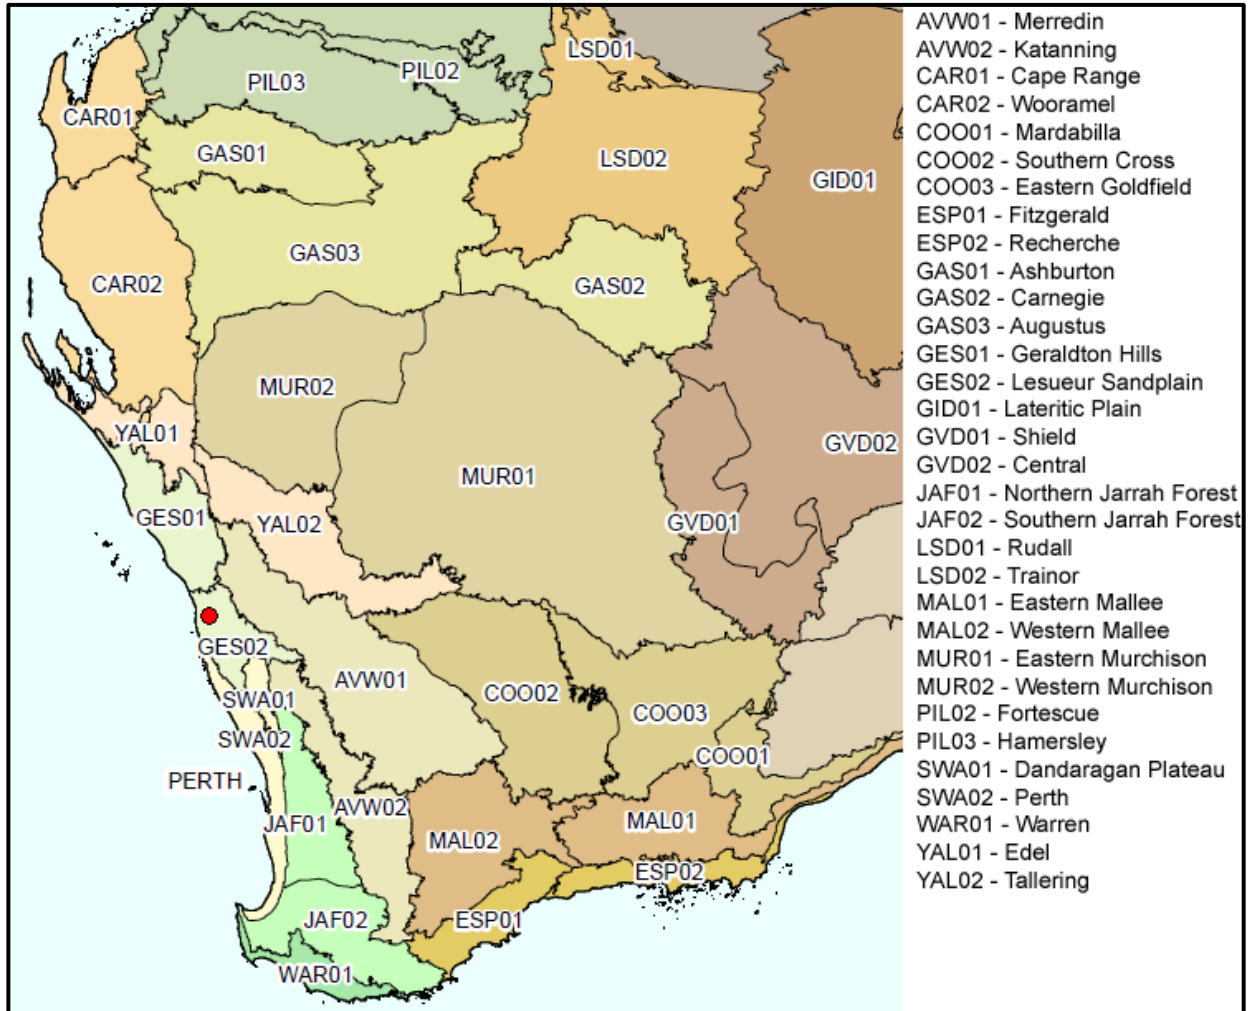 LSD01
PIL02
PIL03
CAR01
GAS01
LSD02
GID01
GAS03
CAR02
GAS02
MUR02
YAL01
GVD02
MUR01
GES01
YAL02
GVD01
GES02
AVW01
COO02
SWA01
COO03
SWA02
COO01
PERTH
AVW02
JAF01
MAL01
MAL02
ESP02
JAF02
ESP01
WAR01
AVW01 - Merredin
AVW02 - Katanning
CAR01 - Cape Range
CAR02 - Wooramel
COO01 - Mardabilla
COO02 - Southern Cross
COO03 - Eastern Goldfield
ESP01 - Fitzgerald
ESP02 - Recherche
GAS01 - Ashburton
GAS02 - Carnegie
GAS03 - Augustus
GES01 - Geraldton Hills
GES02 - Lesueur Sandplain
GID01 - Lateritic Plain
GVD01 - Shield
GVD02 - Central
JAF01 - Northern Jarrah Forest
JAF02 - Southern Jarrah Forest
LSD01 - Rudall
LSD02 - Trainor
MAL01 - Eastern Mallee
MAL02 - Western Mallee
MUR01 - Eastern Murchison
MUR02 - Western Murchison
PIL02 - Fortescue
PIL03 - Hamersley
SWA01 - Dandaragan Plateau
SWA02 - Perth
WAR01 - Warren
YAL01 - Edel
YAL02 - Tallering